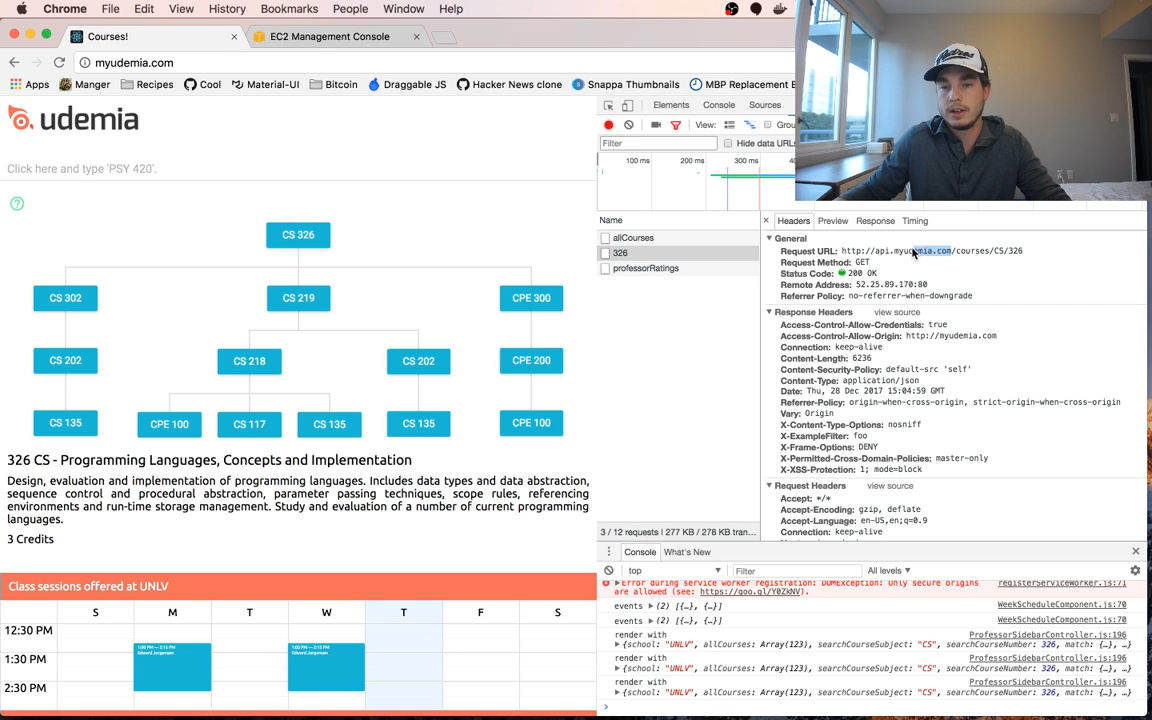 Chrome File Edit View History Bookmarks People Window Help
Courses! EC2 Management Console
myudemia.com
Apps Manger Recipes Cool Material-UI Bitcoin Draggable JS Hacker News clone Snappa Thumbnails MBP Replacement B
udemia
Click here and type 'PSY 420'.
CS 326
CS 302 CS 219 CPE 300
CS 202 CS 218 CS 202 CPE 200
CS 135 CPE 100 CS 117 CS 135 CS 135 CPE 100
326 CS - Programming Languages, Concepts and Implementation
Design, evaluation and implementation of programming languages. Includes data types and data abstraction,
sequence control and procedural abstraction, parameter passing techniques, scope rules, referencing
environments and run-time storage management. Study and evaluation of a number of current programming
languages.
3 Credits
Class sessions offered at UNLV
S M T W T F S
12:30 PM
1:00 PM — 2:15 PM 1:00 PM — 2:15 PM
Edward Jorgensen Edward Jorgensen
1:30 PM
2:30 PM
Elements Console Sources
View: Grou
Filter Hide data URLs
100 ms 200 ms 300 ms
Name
allCourses
326
professorRatings
3 / 12 requests | 277 KB / 278 KB tran...
Headers Preview Response Timing
General
Request URL: http://api.myudemia.com/courses/CS/326
Request Method: GET
Status Code: 200 OK
Remote Address: 52.25.89.170:80
Referrer Policy: no-referrer-when-downgrade
Response Headers view source
Access-Control-Allow-Credentials: true
Access-Control-Allow-Origin: http://myudemia.com
Connection: keep-alive
Content-Length: 6236
Content-Security-Policy: default-src 'self'
Content-Type: application/json
Date: Thu, 28 Dec 2017 15:04:59 GMT
Referrer-Policy: origin-when-cross-origin, strict-origin-when-cross-origin
Vary: Origin
X-Content-Type-Options: nosniff
X-ExampleFilter: foo
X-Frame-Options: DENY
X-Permitted-Cross-Domain-Policies: master-only
X-XSS-Protection: 1; mode=block
Request Headers view source
Accept: */*
Accept-Encoding: gzip, deflate
Accept-Language: en-US,en;q=0.9
Connection: keep-alive
Console What's New
top Filter All levels
Error during service worker registration: DOMException: Only secure origins registerServiceWorker.js:71
are allowed (see: https://goo.gl/Y0ZkNV).
events (2) [{…}, {…}] WeekScheduleComponent.js:70
events (2) [{…}, {…}] WeekScheduleComponent.js:70
render with ProfessorSidebarController.js:196
{school: "UNLV", allCourses: Array(123), searchCourseSubject: "CS", searchCourseNumber: 326, match: {…}, …}
render with ProfessorSidebarController.js:196
{school: "UNLV", allCourses: Array(123), searchCourseSubject: "CS", searchCourseNumber: 326, match: {…}, …}
render with ProfessorSidebarController.js:196
{school: "UNLV", allCourses: Array(123), searchCourseSubject: "CS", searchCourseNumber: 326, match: {…}, …}